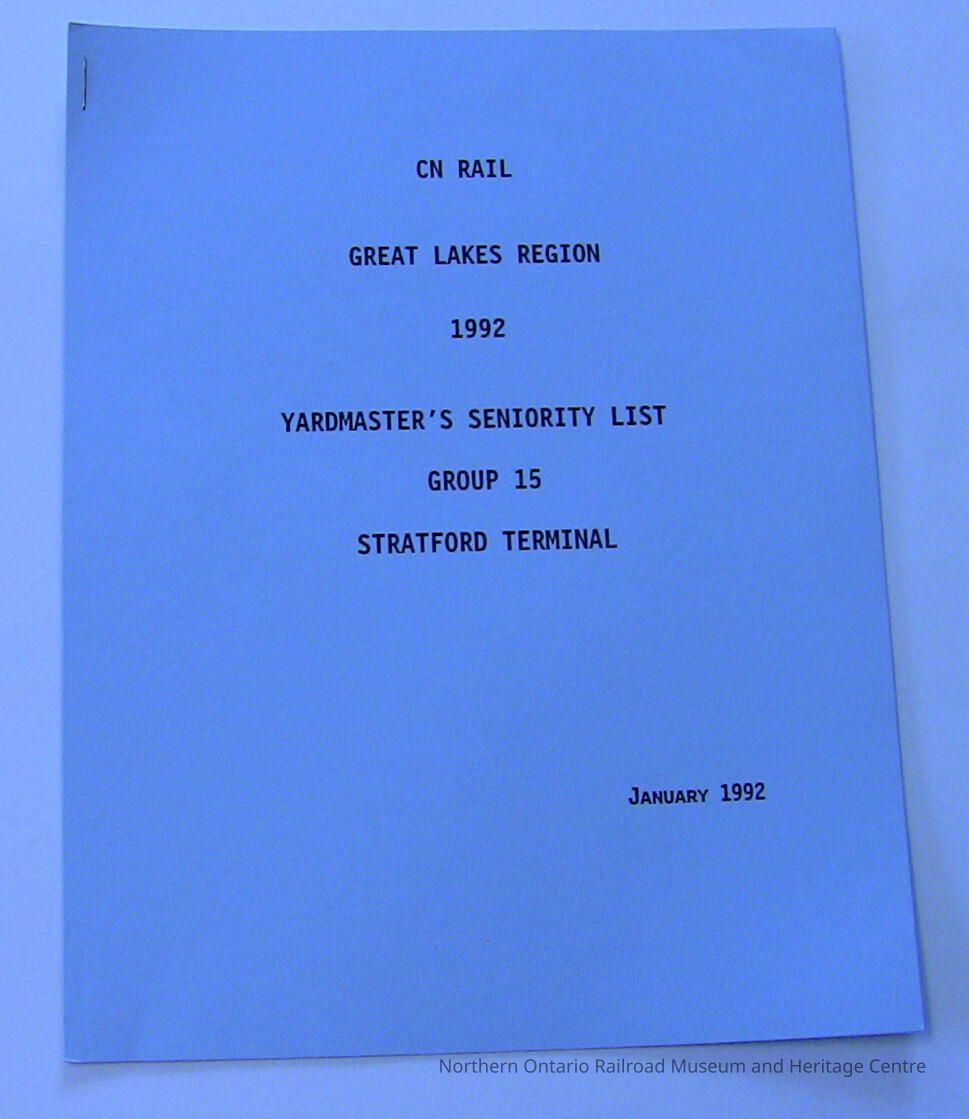 CN RAIL
GREAT LAKES REGION
1992
YARDMASTER'S SENIORITY LIST
GROUP 15
STRATFORD TERMINAL
JANUARY 1992
Northern Ontario Railroad Museum and Heritage Centre